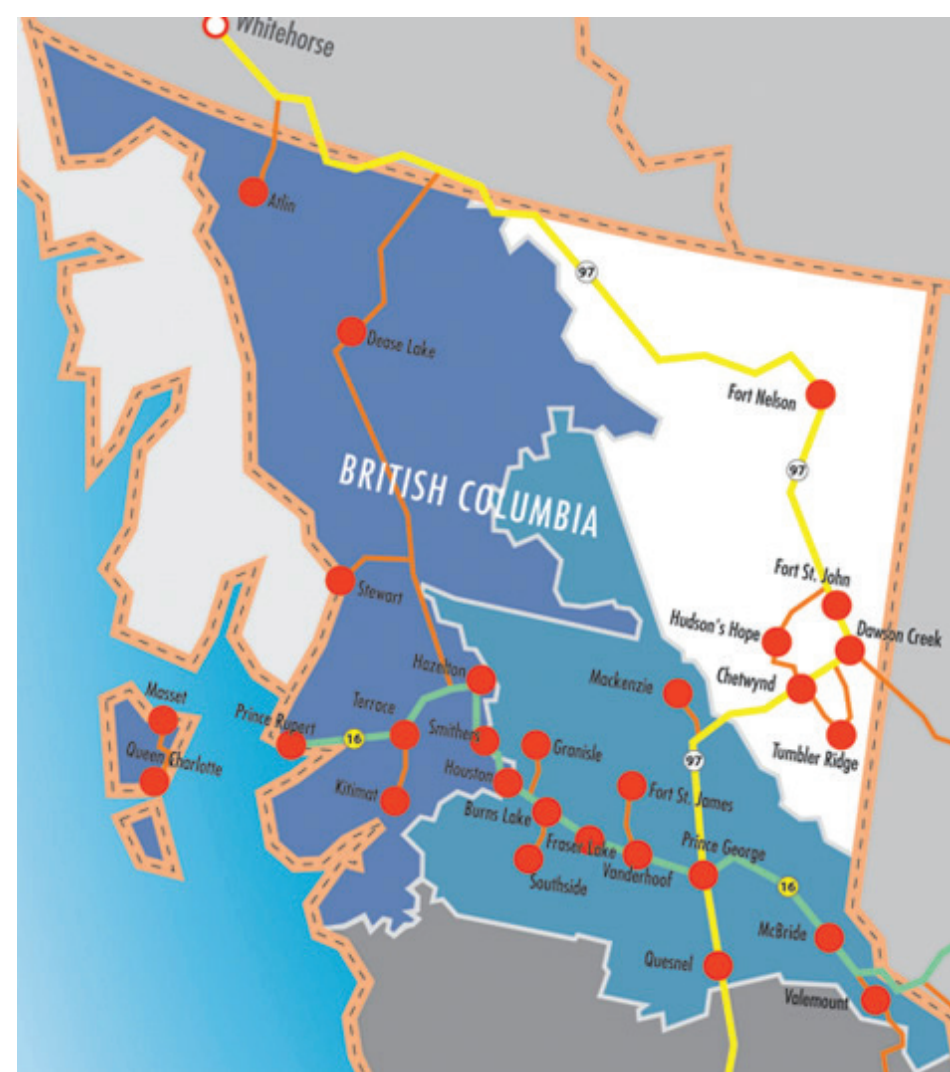 Whitehorse
Atlin
97
Dease Lake
Fort Nelson
97
BRITISH COLUMBIA
Fort St. John
Stewart
Hudson's Hope
Dawson Creek
Hazelton
Mackenzie
Chetwynd
Masset
Terrace
Prince Rupert
16
Smithers
Granisle
97
Tumbler Ridge
Queen Charlotte
Houston
Kitimat
Fort St. James
Burns Lake
Fraser Lake
Prince George
Vanderhoof
Southside
16
McBride
Quesnel
Valemount